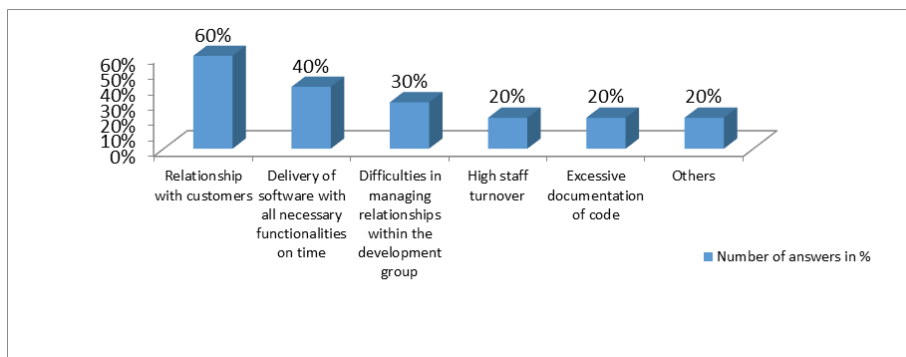 60%
40%
30%
20%
20%
20%
60%
50%
40%
30%
20%
10%
0%
Relationship
with customers
Delivery of
software with
all necessary
functionalities
on time
Difficulties in
managing
relationships
within the
development
group
High staff
turnover
Excessive
documentation
of code
Others
Number of answers in %